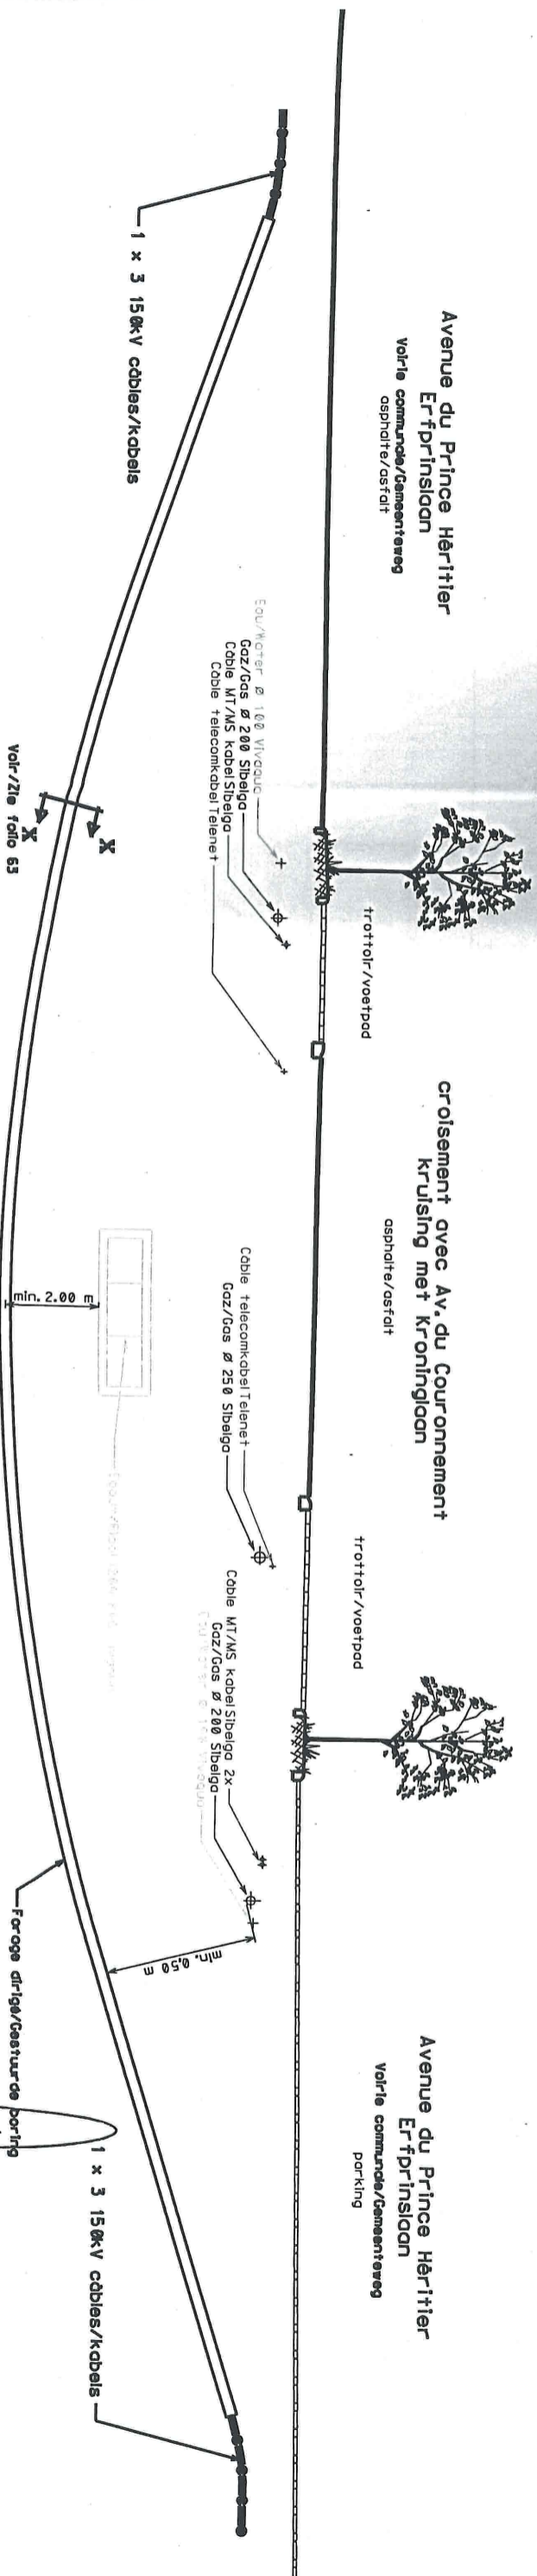 Avenue du Prince Héritier
Erfprinslaan
Voirie communale/Gemeenteweg
asphalte/asfalt
1 x 3 150kV câbles/kabels
Eau/Water Ø 100 Vivaqua
Gaz/Gas Ø 200 Sibelga
Câble MT/MS kabel Sibelga
Câble telecomkabel Telenet
X
X
Voir/Zie folio 63
trottoir/voetpad
croisement avec Av. du Couronnement
kruising met Kroninglaan
asphalte/asfalt
min. 2.00 m
Câble telecomkabel Telenet
Gaz/Gas Ø 250 Sibelga
trottoir/voetpad
Câble MT/MS kabel Sibelga 2x
Gaz/Gas Ø 200 Sibelga
min. 0.50 m
Avenue du Prince Héritier
Erfprinslaan
Voirie communale/Gemeenteweg
parking
Forage dirigé/Gestuurde boring
1 x 3 150kV câbles/kabels